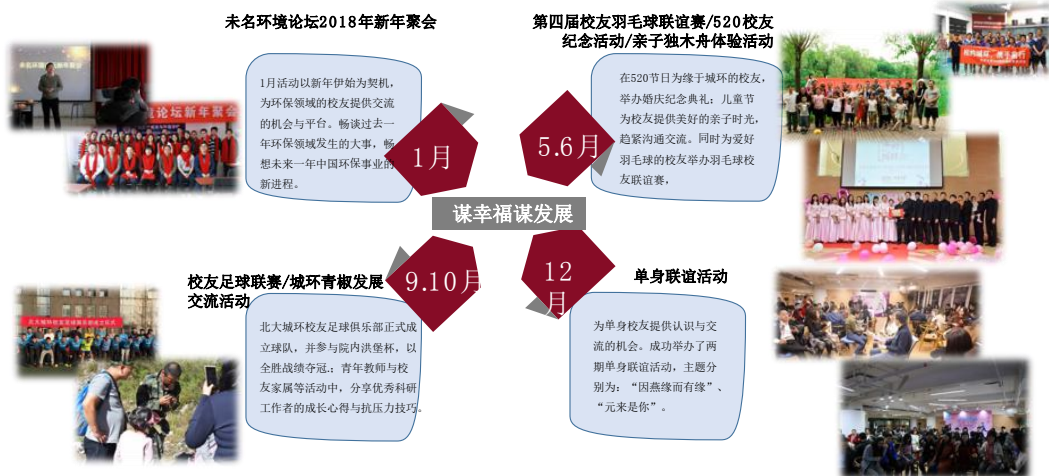 未名环境论坛2018年新年聚会
1月活动以新年伊始为契机，
为环保领域的校友提供交流
的机会与平台。畅谈过去一
年环保领域发生的大事，畅
想未来一年中国环保事业的
新进程。
1月
第四届校友羽毛球联谊赛/520校友
纪念活动/亲子独木舟体验活动
在520节日为缘于城环的校友，
举办婚庆纪念典礼；儿童节
为校友提供美好的亲子时光，
趋紧沟通交流。同时为爱好
羽毛球的校友举办羽毛球校
友联谊赛，
5.6月
谋幸福谋发展
校友足球联赛/城环青椒发展
交流活动
北大城环校友足球俱乐部正式成
立球队，并参与院内洪堡杯，以
全胜战绩夺冠.；青年教师与校
友家属等活动中，分享优秀科研
工作者的成长心得与抗压力技巧。
9.10月
单身联谊活动
为单身校友提供认识与交
流的机会。成功举办了两
期单身联谊活动，主题分
别为：“因燕缘而有缘”、
“元来是你”。
12
月
未名环境论坛新年聚会
境论坛新年聚会